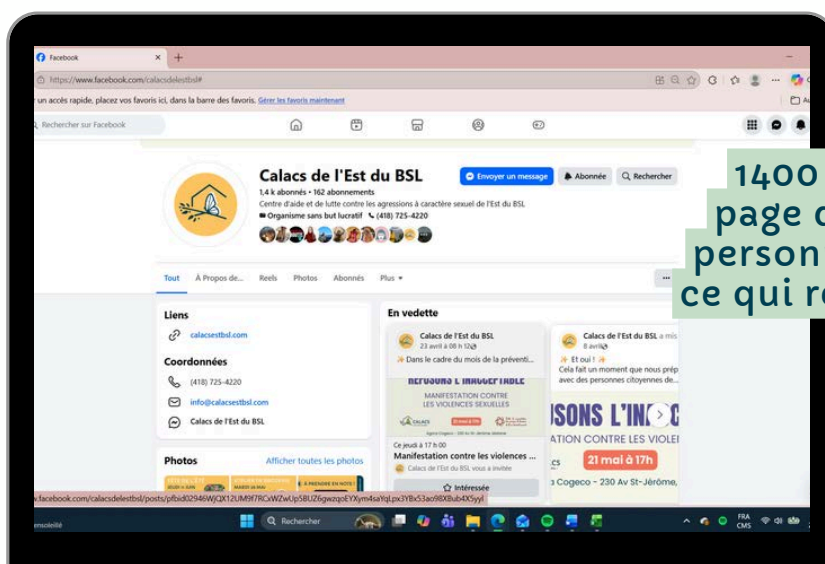 Facebook
https://www.facebook.com/calacsdelestbsl#
un accès rapide, placez vos favoris ici, dans la barre des favoris. Gérer les favoris maintenant
Rechercher sur Facebook
Calacs de l'Est du BSL
1,4 k abonnés • 162 abonnements
Centre d'aide et de lutte contre les agressions à caractère sexuel de l'Est du BSL
Organisme sans but lucratif (418) 725-4220
Envoyer un message
Abonnée
Rechercher
1400
page
person
ce qui
Tout À Propos de... Reels Photos Abonnés Plus
Liens
calacsestbsl.com
Coordonnées
(418) 725-4220
info@calacsestbsl.com
Calacs de l'Est du BSL
Photos
Afficher toutes les photos
En vedette
Calacs de l'Est du BSL
23 avril à 08 h 12
Dans le cadre du mois de la préventi...
REFUSONS L'INACCEPTABLE
MANIFESTATION CONTRE
LES VIOLENCES SEXUELLES
CALACS
21 mai à 17h
Ce jeudi à 17 h 00
Manifestation contre les violences ...
Calacs de l'Est du BSL vous a invitée
Intéressée
Calacs de l'Est du BSL a mis
8 avril
Et oui !
Cela fait un moment que nous prép
avec des personnes citoyennes de...
SONS L'IN
ATION CONTRE LES VIOLE
21 mai à 17h
Cogeco - 230 Av St-Jérôme,
ensoleillé
Rechercher
FRA
CMS